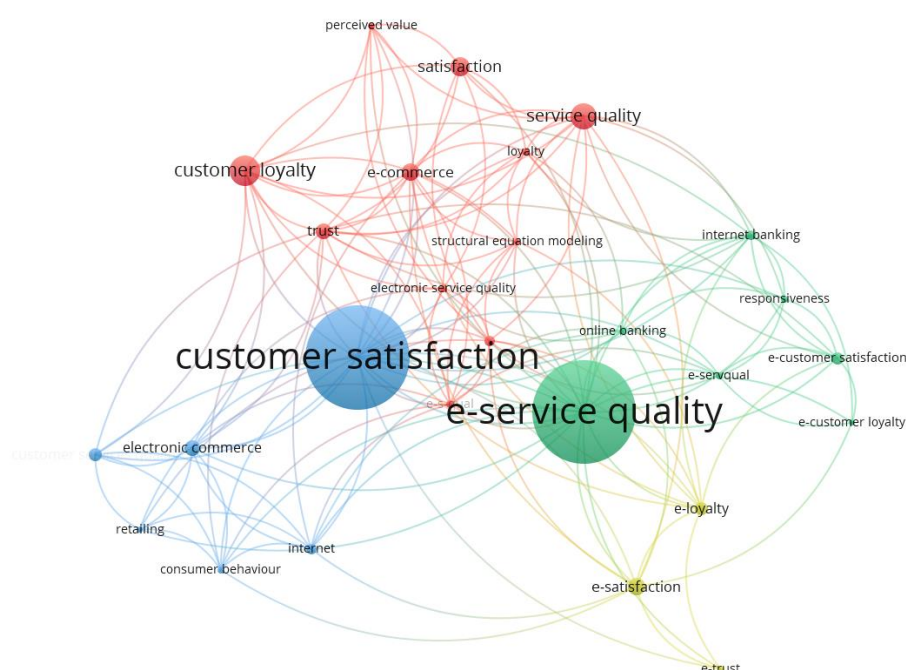 perceived value
satisfaction
service quality
loyalty
customer loyalty
e-commerce
trust
internet banking
structural equation modeling
electronic service quality
responsiveness
online banking
customer satisfaction
e-customer satisfaction
e-servqual
e-service quality
e-customer loyalty
electronic commerce
e-loyalty
retailing
internet
consumer behaviour
e-satisfaction
e-trust